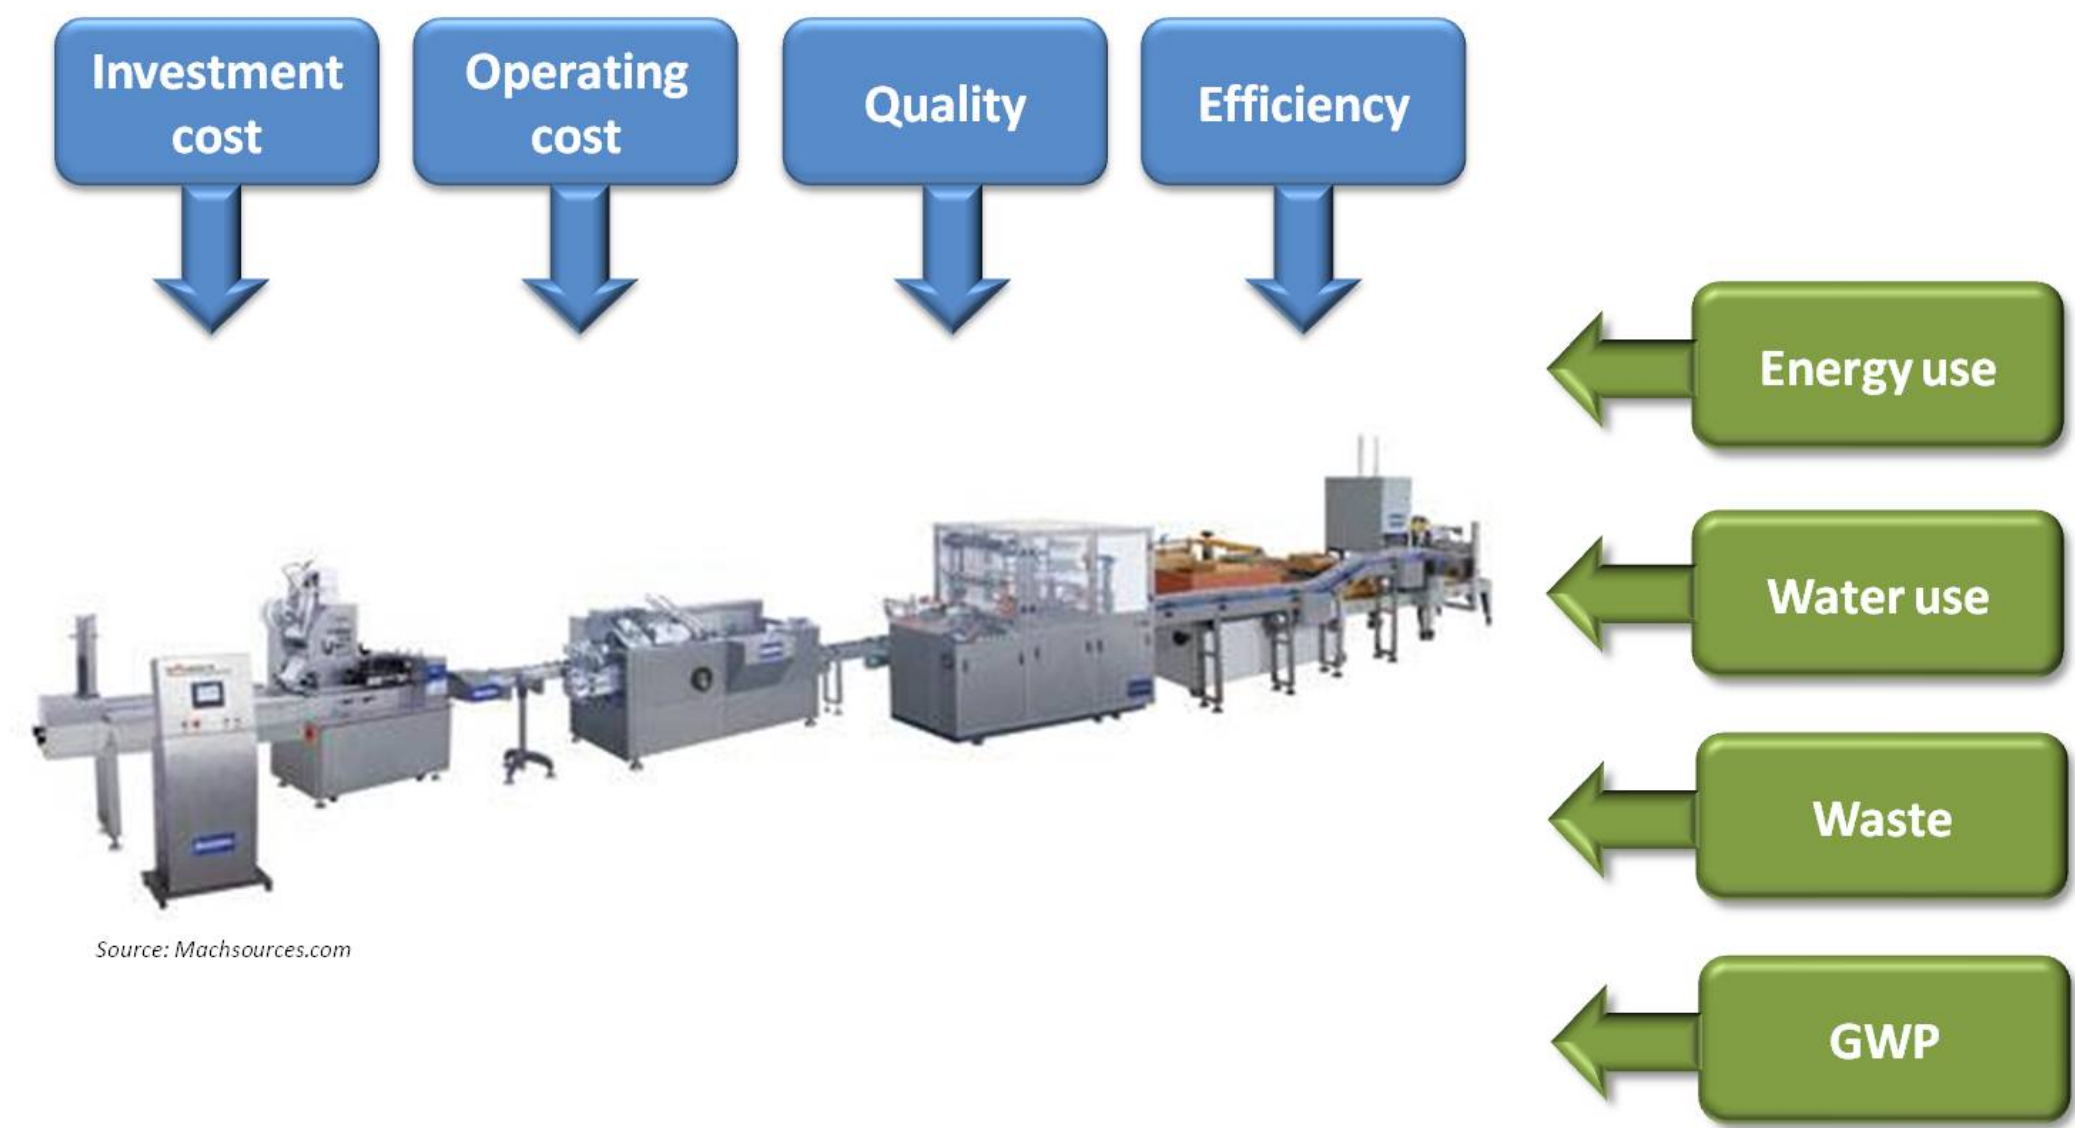 Investment
cost
Operating
cost
Quality
Efficiency
Energy use
Water use
Waste
GWP
Source: Machsources.com